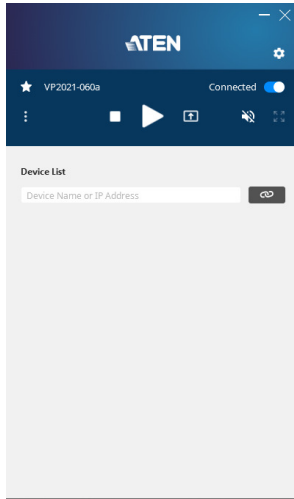 ATEN
VP2021-060a
Connected
Device List
Device Name or IP Address